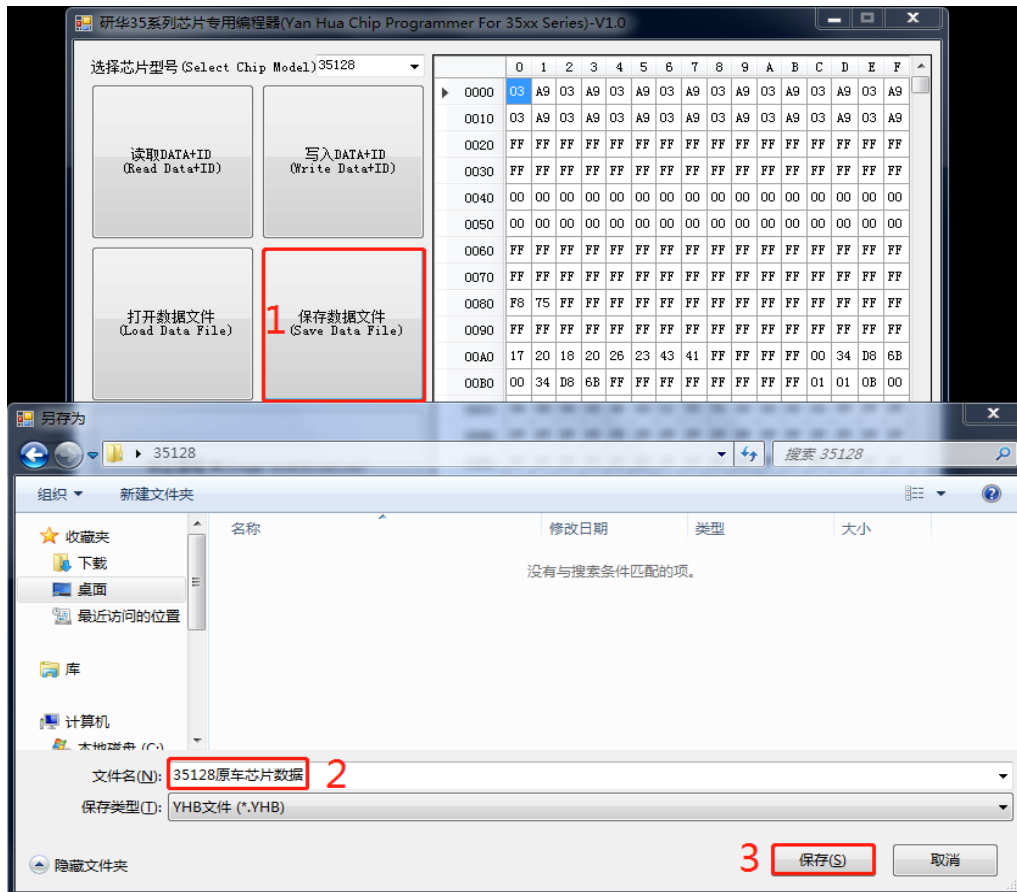 研华35系列芯片专用编程器(Yan Hua Chip Programmer For 35xx Series)-V1.0
选择芯片型号(Select Chip Model) 35128
读取DATA+ID
(Read Data+ID)
写入DATA+ID
(Write Data+ID)
打开数据文件
(Load Data File)
1
保存数据文件
(Save Data File)
0 1 2 3 4 5 6 7 8 9 A B C D E F
0000 03 A9 03 A9 03 A9 03 A9 03 A9 03 A9 03 A9 03 A9
0010 03 A9 03 A9 03 A9 03 A9 03 A9 03 A9 03 A9 03 A9
0020 FF FF FF FF FF FF FF FF FF FF FF FF FF FF FF FF
0030 FF FF FF FF FF FF FF FF FF FF FF FF FF FF FF FF
0040 00 00 00 00 00 00 00 00 00 00 00 00 00 00 00 00
0050 00 00 00 00 00 00 00 00 00 00 00 00 00 00 00 00
0060 FF FF FF FF FF FF FF FF FF FF FF FF FF FF FF FF
0070 FF FF FF FF FF FF FF FF FF FF FF FF FF FF FF FF
0080 F8 75 FF FF FF FF FF FF FF FF FF FF FF FF FF FF
0090 FF FF FF FF FF FF FF FF FF FF FF FF FF FF FF FF
00A0 17 20 18 20 26 23 43 41 FF FF FF FF 00 34 D8 6B
00B0 00 34 D8 6B FF FF FF FF FF FF FF FF 01 01 0B 00
另存为
35128
搜索 35128
组织 新建文件夹
名称 修改日期 类型 大小
没有与搜索条件匹配的项。
收藏夹
下载
桌面
最近访问的位置
库
计算机
本地磁盘 (C:)
文件名(N): 35128原车芯片数据 2
保存类型(T): YHB文件 (*.YHB)
隐藏文件夹
3 保存(S) 取消